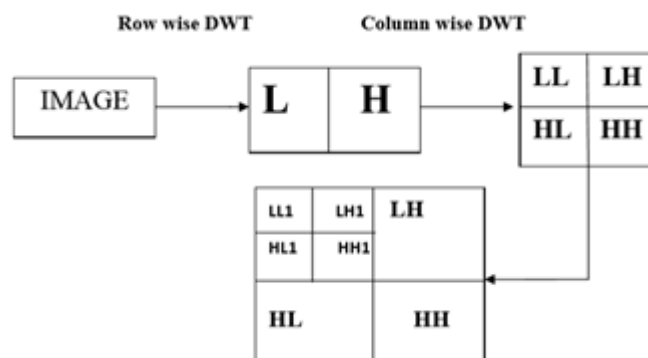 Row wise DWT
Column wise DWT
IMAGE
L
H
LL
LH
HL
HH
LL1
LH1
LH
HL1
HH1
HL
HH